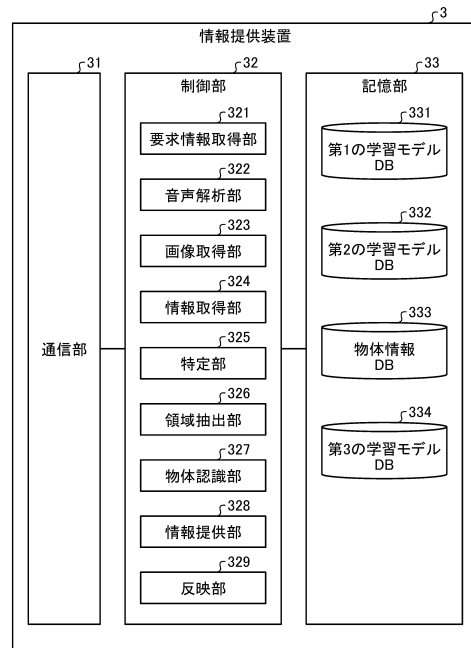 3
情報提供装置
31
通信部
32
制御部
321
要求情報取得部
322
音声解析部
323
画像取得部
324
情報取得部
325
特定部
326
領域抽出部
327
物体認識部
328
情報提供部
329
反映部
33
記憶部
331
第1の学習モデル
DB
332
第2の学習モデル
DB
333
物体情報
DB
334
第3の学習モデル
DB